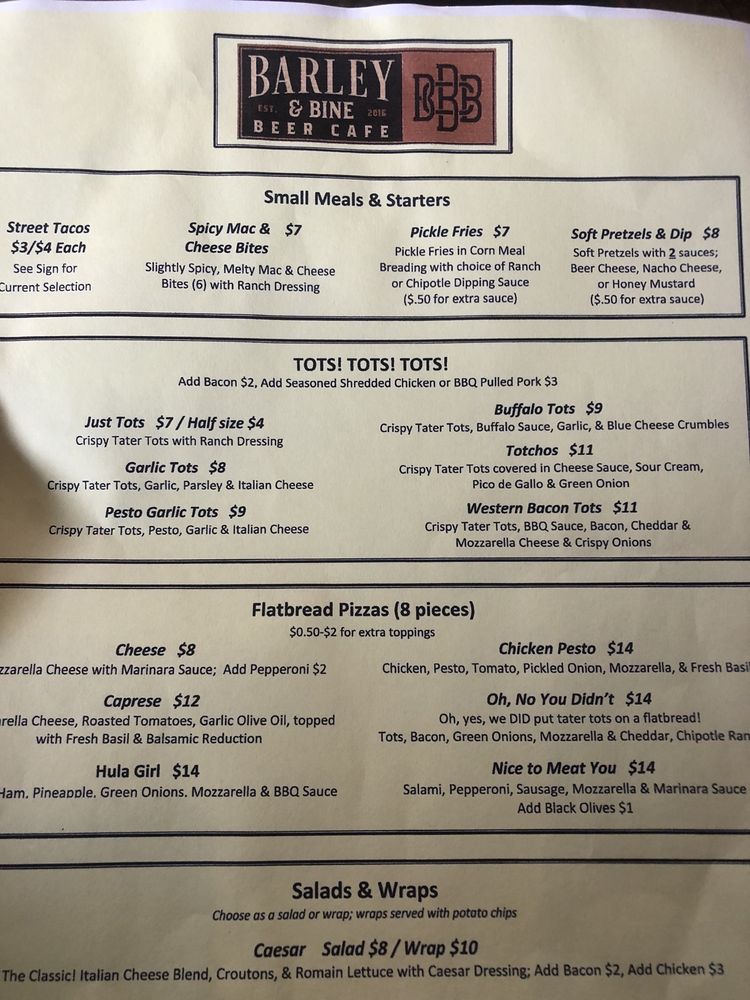 BARLEY
EST. & BINE 2016
BEER CAFE
BBB
Small Meals & Starters
Street Tacos
$3/$4 Each
See Sign for
Current Selection
Spicy Mac & $7
Cheese Bites
Slightly Spicy, Melty Mac & Cheese
Bites (6) with Ranch Dressing
Pickle Fries $7
Pickle Fries in Corn Meal
Breading with choice of Ranch
or Chipotle Dipping Sauce
($.50 for extra sauce)
Soft Pretzels & Dip $8
Soft Pretzels with 2 sauces;
Beer Cheese, Nacho Cheese,
or Honey Mustard
($.50 for extra sauce)
TOTS! TOTS! TOTS!
Add Bacon $2, Add Seasoned Shredded Chicken or BBQ Pulled Pork $3
Just Tots $7 / Half size $4
Crispy Tater Tots with Ranch Dressing
Garlic Tots $8
Crispy Tater Tots, Garlic, Parsley & Italian Cheese
Pesto Garlic Tots $9
Crispy Tater Tots, Pesto, Garlic & Italian Cheese
Buffalo Tots $9
Crispy Tater Tots, Buffalo Sauce, Garlic, & Blue Cheese Crumbles
Totchos $11
Crispy Tater Tots covered in Cheese Sauce, Sour Cream,
Pico de Gallo & Green Onion
Western Bacon Tots $11
Crispy Tater Tots, BBQ Sauce, Bacon, Cheddar &
Mozzarella Cheese & Crispy Onions
Flatbread Pizzas (8 pieces)
$0.50-$2 for extra toppings
Cheese $8
zzarella Cheese with Marinara Sauce; Add Pepperoni $2
Caprese $12
rella Cheese, Roasted Tomatoes, Garlic Olive Oil, topped
with Fresh Basil & Balsamic Reduction
Hula Girl $14
Ham, Pineapple, Green Onions, Mozzarella & BBQ Sauce
Chicken Pesto $14
Chicken, Pesto, Tomato, Pickled Onion, Mozzarella, & Fresh Basil
Oh, No You Didn't $14
Oh, yes, we DID put tater tots on a flatbread!
Tots, Bacon, Green Onions, Mozzarella & Cheddar, Chipotle Ran
Nice to Meat You $14
Salami, Pepperoni, Sausage, Mozzarella & Marinara Sauce
Add Black Olives $1
Salads & Wraps
Choose as a salad or wrap; wraps served with potato chips
Caesar Salad $8 / Wrap $10
The Classic! Italian Cheese Blend, Croutons, & Romain Lettuce with Caesar Dressing; Add Bacon $2, Add Chicken $3